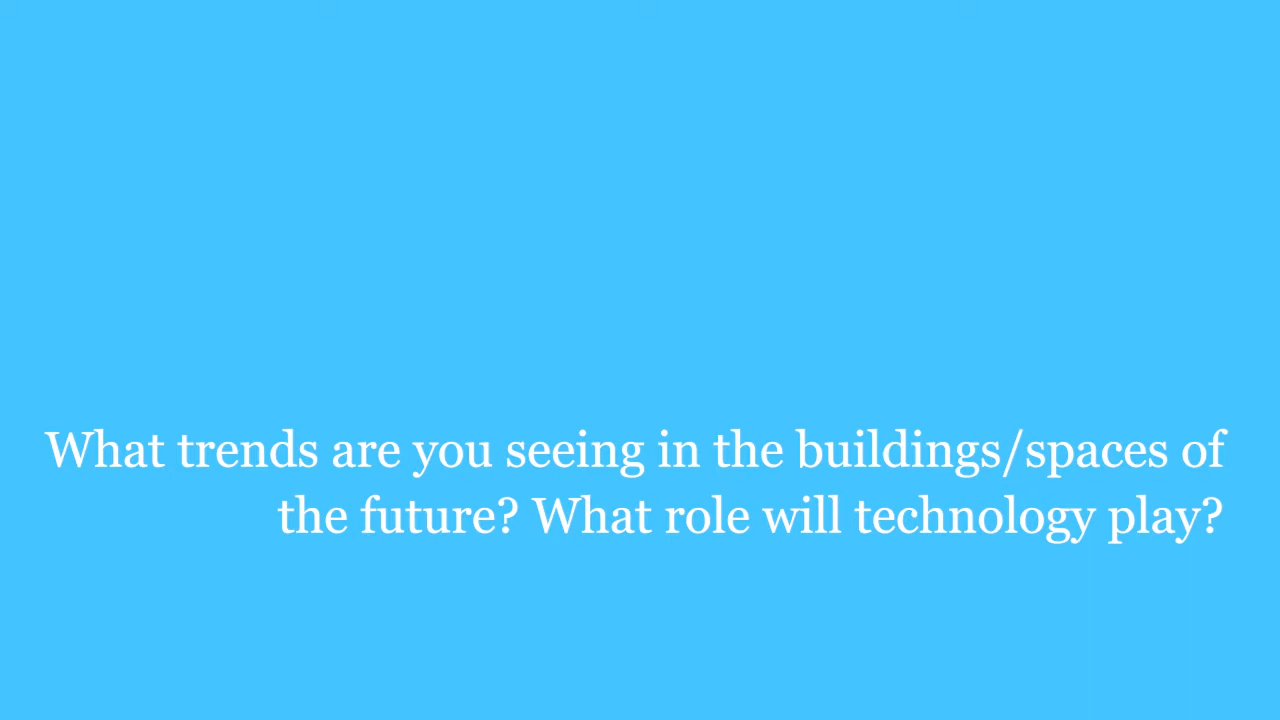 What trends are you seeing in the buildings/spaces of
the future? What role will technology play?